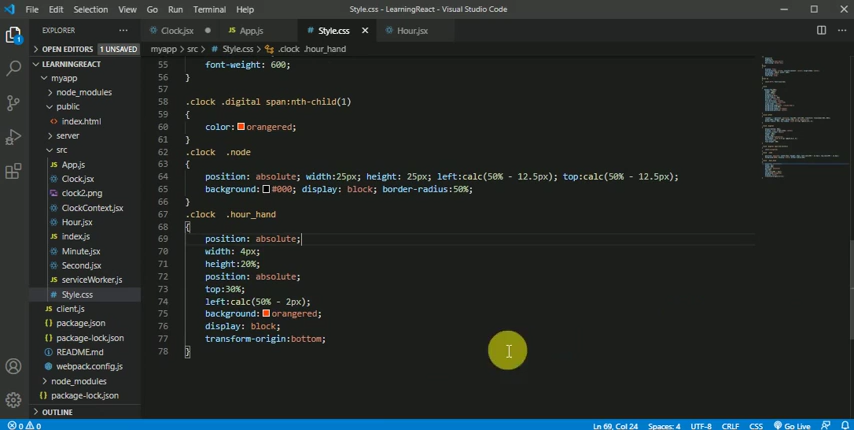 File Edit Selection View Go Run Terminal Help
Style.css - LearningReact - Visual Studio Code
EXPLORER
Clock.jsx
JS App.js
# Style.css
Hour.jsx
OPEN EDITORS 1 UNSAVED
myapp > src > # Style.css > .clock .hour_hand
LEARNINGREACT
myapp
node_modules
public
<> index.html
server
src
JS App.js
Clock.jsx
clock2.png
ClockContext.jsx
Hour.jsx
JS index.js
Minute.jsx
Second.jsx
JS serviceWorker.js
# Style.css
JS client.js
{} package.json
{} package-lock.json
README.md
webpack.config.js
node_modules
{} package-lock.json
OUTLINE
55 font-weight: 600;
56 }
57
58 .clock .digital span:nth-child(1)
59 {
60 color: orangered;
61 }
62 .clock .node
63 {
64 position: absolute; width:25px; height: 25px; left:calc(50% - 12.5px); top:calc(50% - 12.5px);
65 background: #000; display: block; border-radius:50%;
66 }
67 .clock .hour_hand
68 {
69 position: absolute;
70 width: 4px;
71 height:20%;
72 position: absolute;
73 top:30%;
74 left:calc(50% - 2px);
75 background: orangered;
76 display: block;
77 transform-origin:bottom;
78 }
0 0
Ln 69, Col 24 Spaces: 4 UTF-8 CRLF CSS Go Live